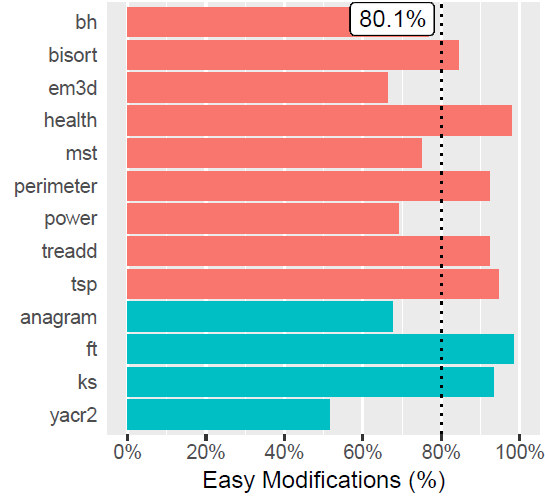 80.1%
bh
bisort
em3d
health
mst
perimeter
power
treadd
tsp
anagram
ft
ks
yacr2
0% 20% 40% 60% 80% 100%
Easy Modifications (%)